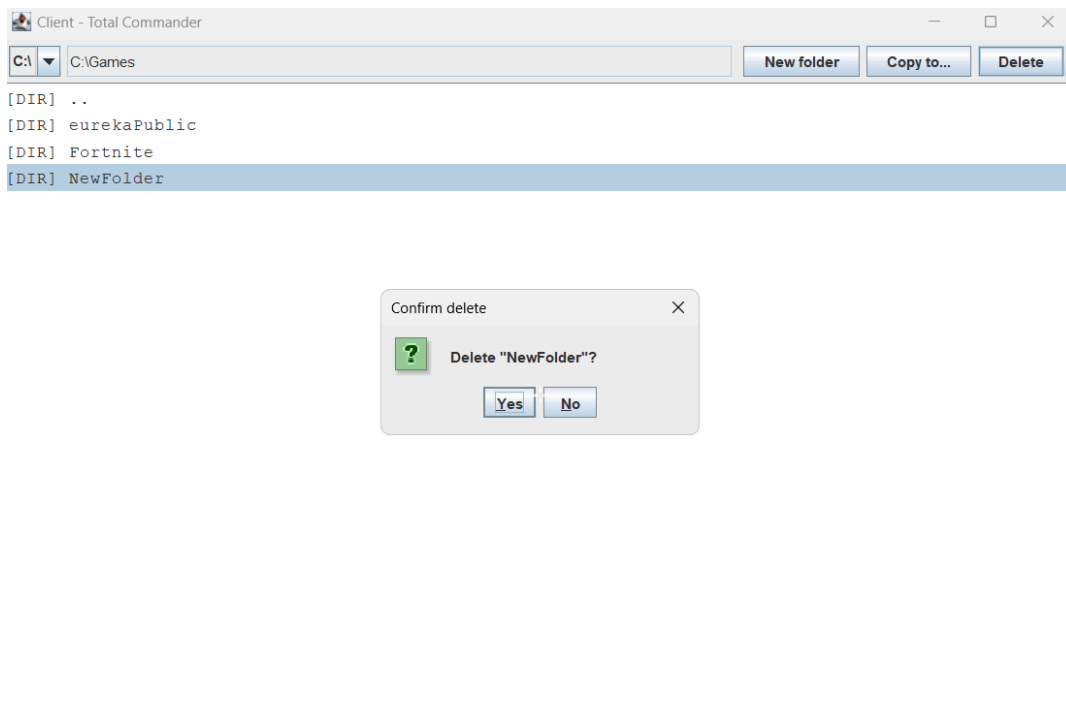 Client - Total Commander
C:\ C:\Games New folder Copy to... Delete
[DIR] ..
[DIR] eurekaPublic
[DIR] Fortnite
[DIR] NewFolder
Confirm delete
? Delete "NewFolder"?
Yes No